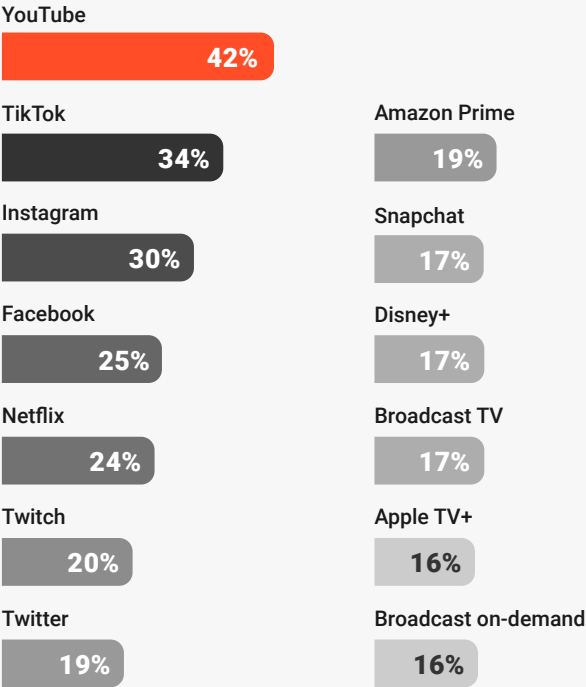 YouTube
42%
TikTok
34%
Instagram
30%
Facebook
25%
Netflix
24%
Twitch
20%
Twitter
19%
Amazon Prime
19%
Snapchat
17%
Disney+
17%
Broadcast TV
17%
Apple TV+
16%
Broadcast on-demand
16%